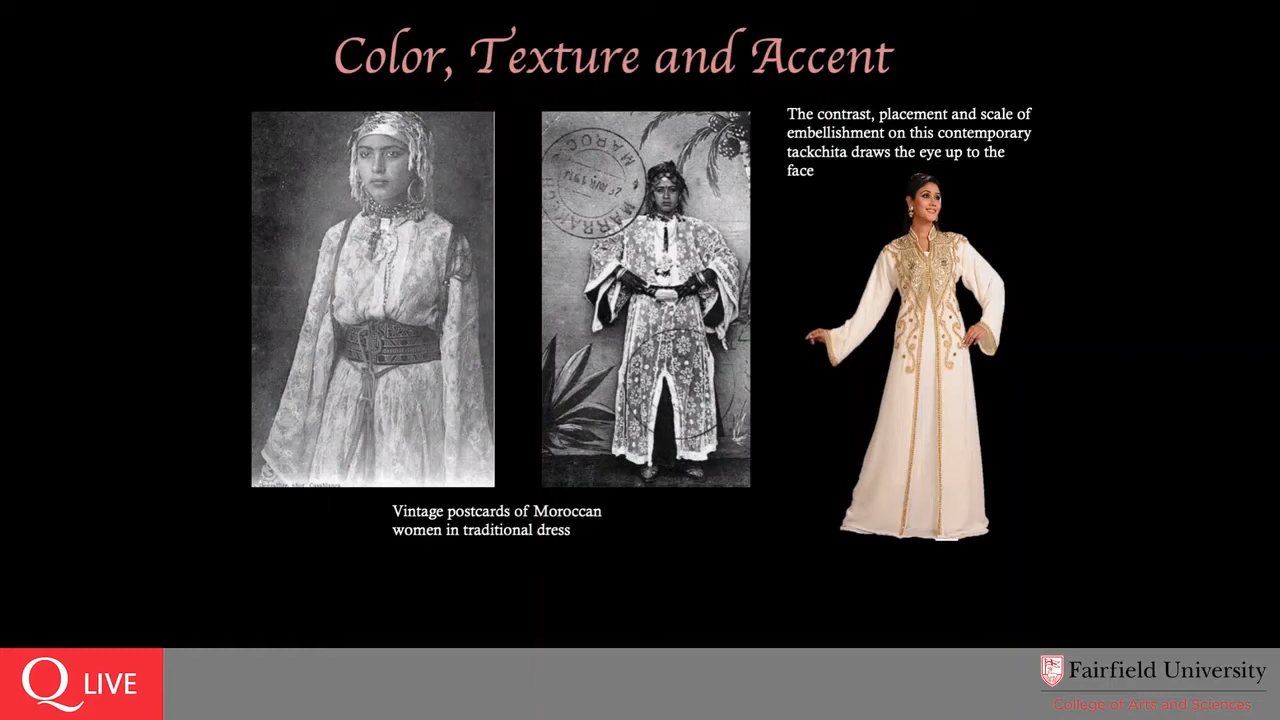 Color, Texture and Accent
The contrast, placement and scale of
embellishment on this contemporary
tackchita draws the eye up to the
face
MARRAKECH
MAROC
Vintage postcards of Moroccan
women in traditional dress
Q LIVE
Fairfield University
College of Arts and Sciences